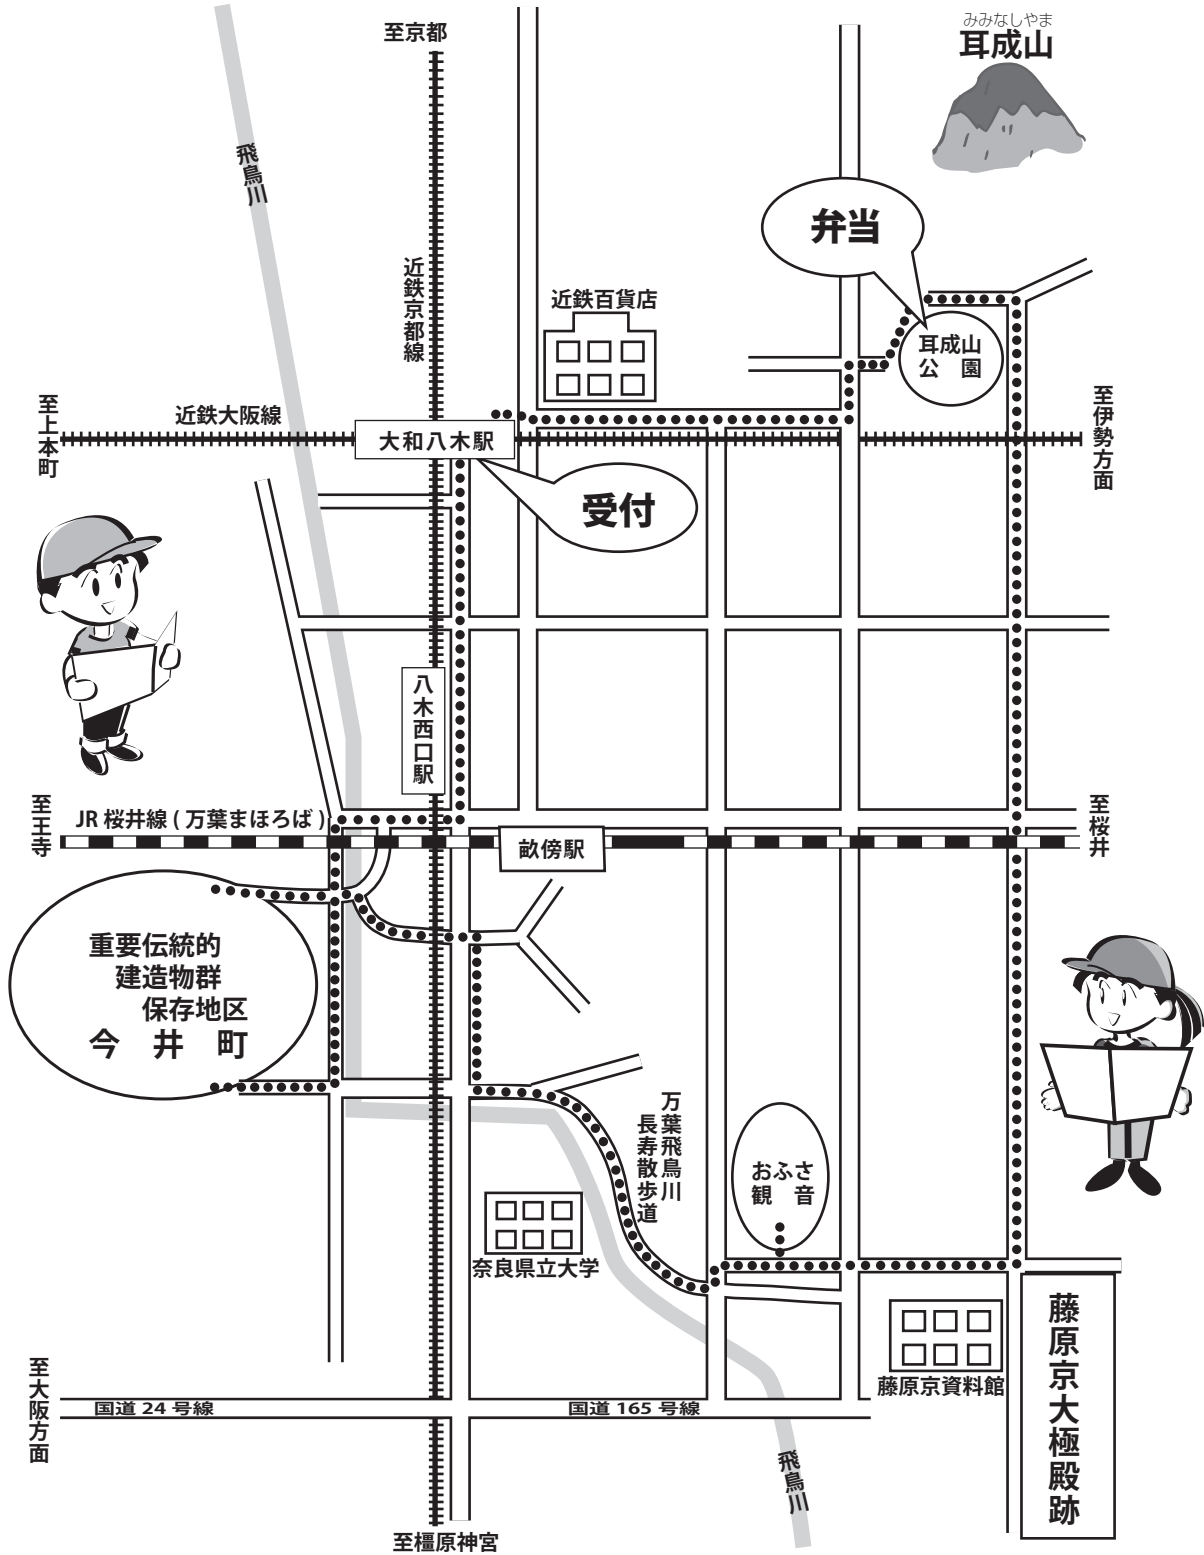 至京都
みみなしやま
耳成山
飛鳥川
弁当
近鉄京都線
近鉄百貨店
耳成山
公　園
至上本町
近鉄大阪線
大和八木駅
至伊勢方面
受付
八木西口駅
至王寺
JR 桜井線 ( 万葉まほろば )
畝傍駅
至桜井
重要伝統的
建造物群
保存地区
今　井　町
万葉飛鳥川
長寿散歩道
おふさ
観　音
奈良県立大学
藤原京資料館
藤原京大極殿跡
至大阪方面
国道 24 号線
国道 165 号線
飛鳥川
至橿原神宮